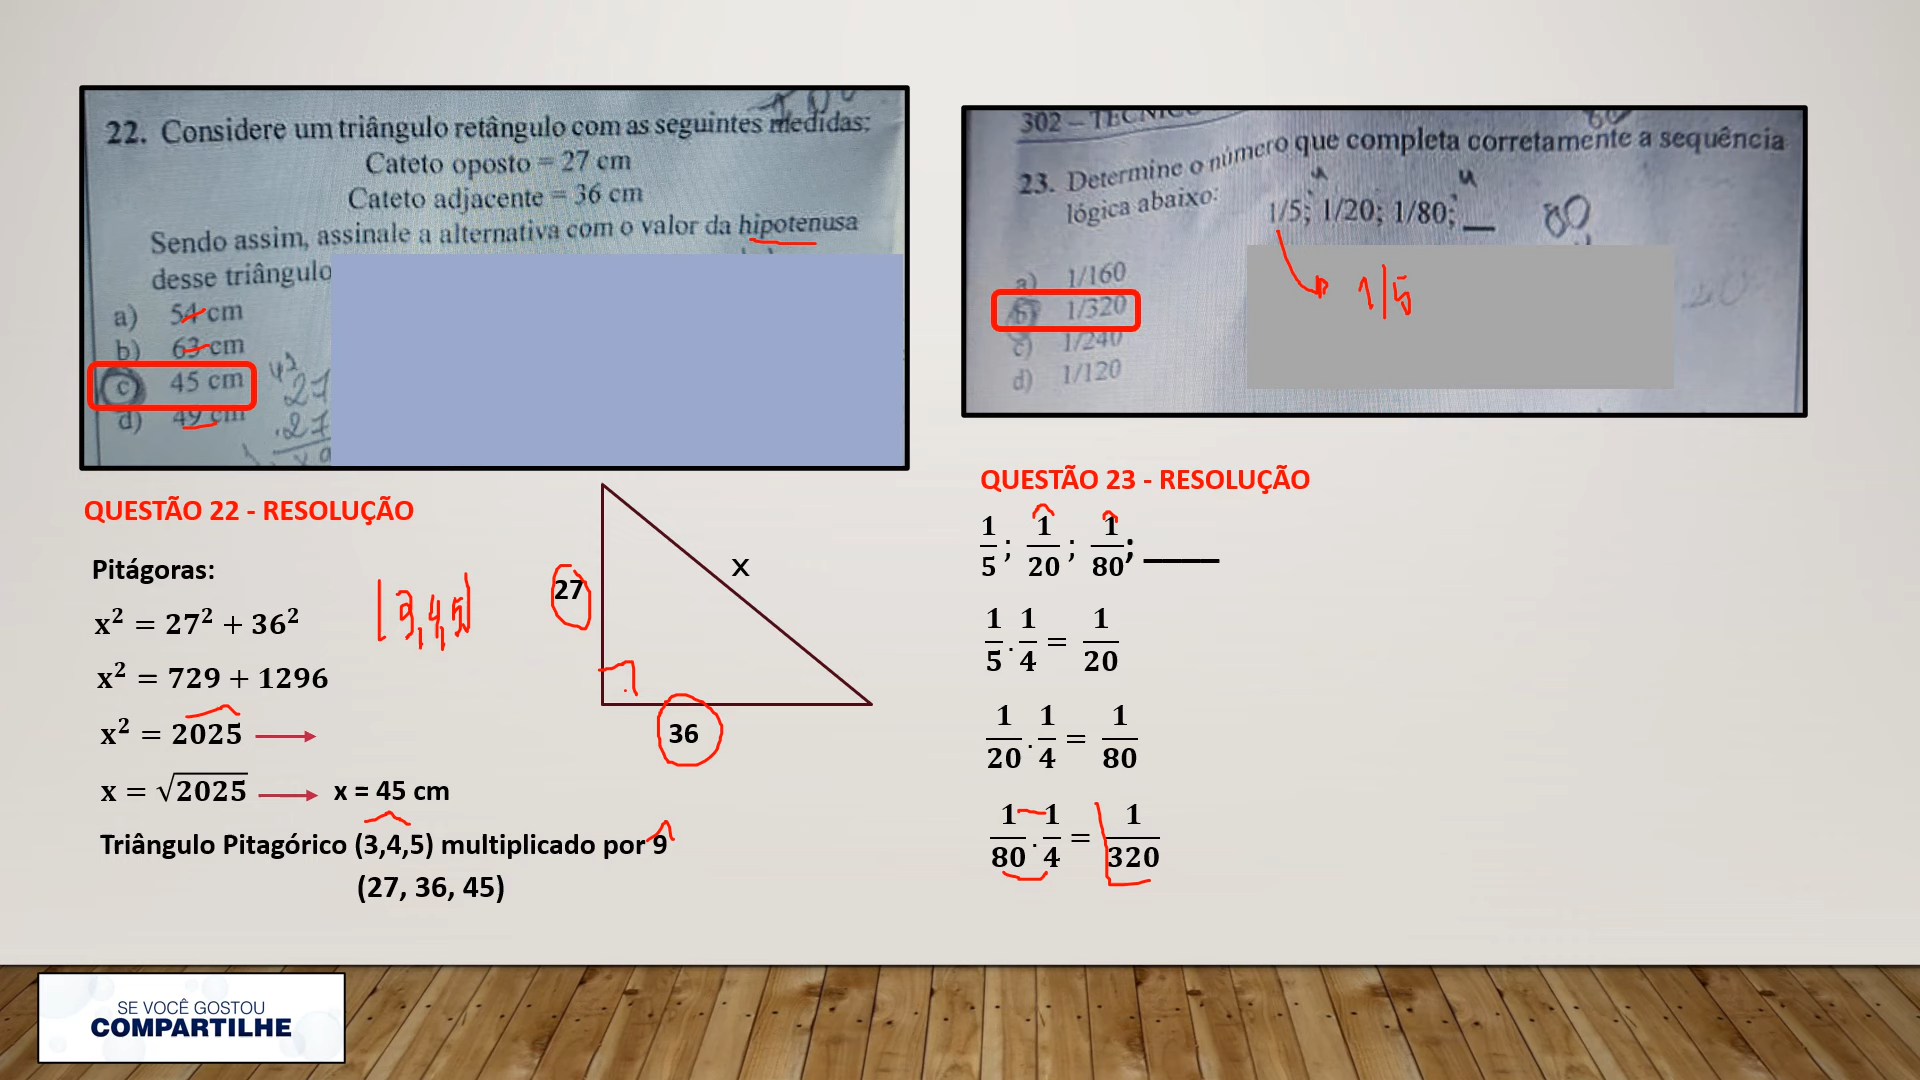 22. Considere um triângulo retângulo com as seguintes medidas:
Cateto oposto = 27 cm
Cateto adjacente = 36 cm
Sendo assim, assinale a alternativa com o valor da hipotenusa
desse triângulo
a) 54 cm
b) 63 cm
c) 45 cm
d) 49 cm
27
.27
QUESTÃO 22 - RESOLUÇÃO
Pitágoras:
x² = 27² + 36²
[3,4,5]
x² = 729 + 1296
x² = 2025
x = √2025 x = 45 cm
Triângulo Pitagórico (3,4,5) multiplicado por 9
(27, 36, 45)
27
x
36
302 – TÉCNICO
23. Determine o número que completa corretamente a sequência
lógica abaixo:
1/5; 1/20; 1/80; __
80
a) 1/160
b) 1/320
c) 1/240
d) 1/120
1/5
QUESTÃO 23 - RESOLUÇÃO
1/5 ; 1/20 ; 1/80 ; ____
1/5 . 1/4 = 1/20
1/20 . 1/4 = 1/80
1/80 . 1/4 = 1/320
SE VOCÊ GOSTOU
COMPARTILHE